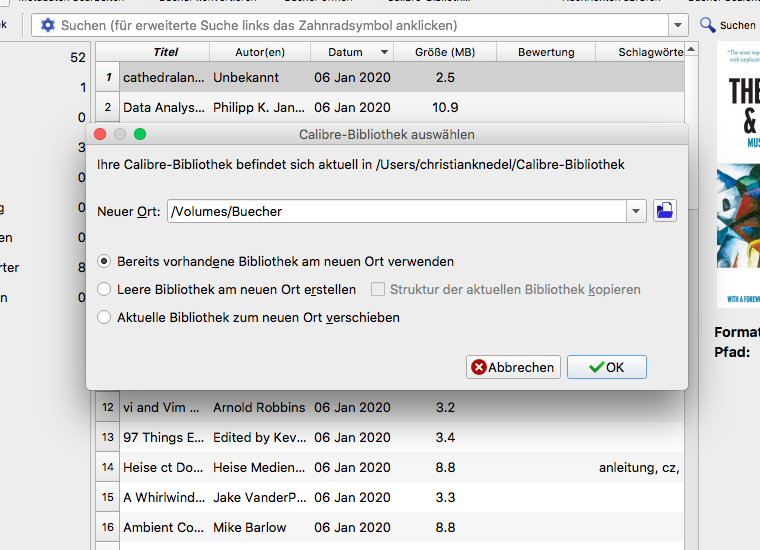 Suchen (für erweiterte Suche links das Zahnradsymbol anklicken)
Suchen
52
1
0
3
0
0
0
8
0
Titel Autor(en) Datum Größe (MB) Bewertung Schlagwörte
1 cathedralan... Unbekannt 06 Jan 2020 2.5
2 Data Analys... Philipp K. Jan... 06 Jan 2020 10.9
Calibre-Bibliothek auswählen
Ihre Calibre-Bibliothek befindet sich aktuell in /Users/christianknedel/Calibre-Bibliothek
Neuer Ort: /Volumes/Buecher
Bereits vorhandene Bibliothek am neuen Ort verwenden
Leere Bibliothek am neuen Ort erstellen Struktur der aktuellen Bibliothek kopieren
Aktuelle Bibliothek zum neuen Ort verschieben
Abbrechen OK
12 vi and Vim ... Arnold Robbins 06 Jan 2020 3.2
13 97 Things E... Edited by Kev... 06 Jan 2020 3.4
14 Heise ct Do... Heise Medien... 06 Jan 2020 8.8 anleitung, cz,
15 A Whirlwind... Jake VanderP... 06 Jan 2020 3.3
16 Ambient Co... Mike Barlow 06 Jan 2020 8.8
"The most imp
with implicatio
THE
&
MUS
WITH A FOREW
Format
Pfad: